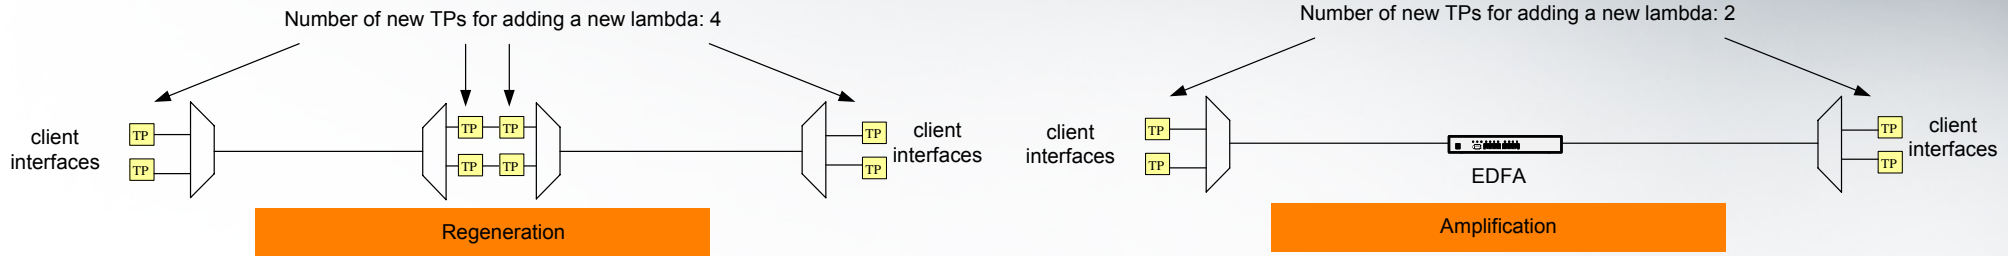 Number of new TPs for adding a new lambda: 4
client
interfaces
TP
TP
TP
TP
TP
TP
TP
TP
client
interfaces
Regeneration
Number of new TPs for adding a new lambda: 2
client
interfaces
TP
TP
EDFA
TP
TP
client
interfaces
Amplification